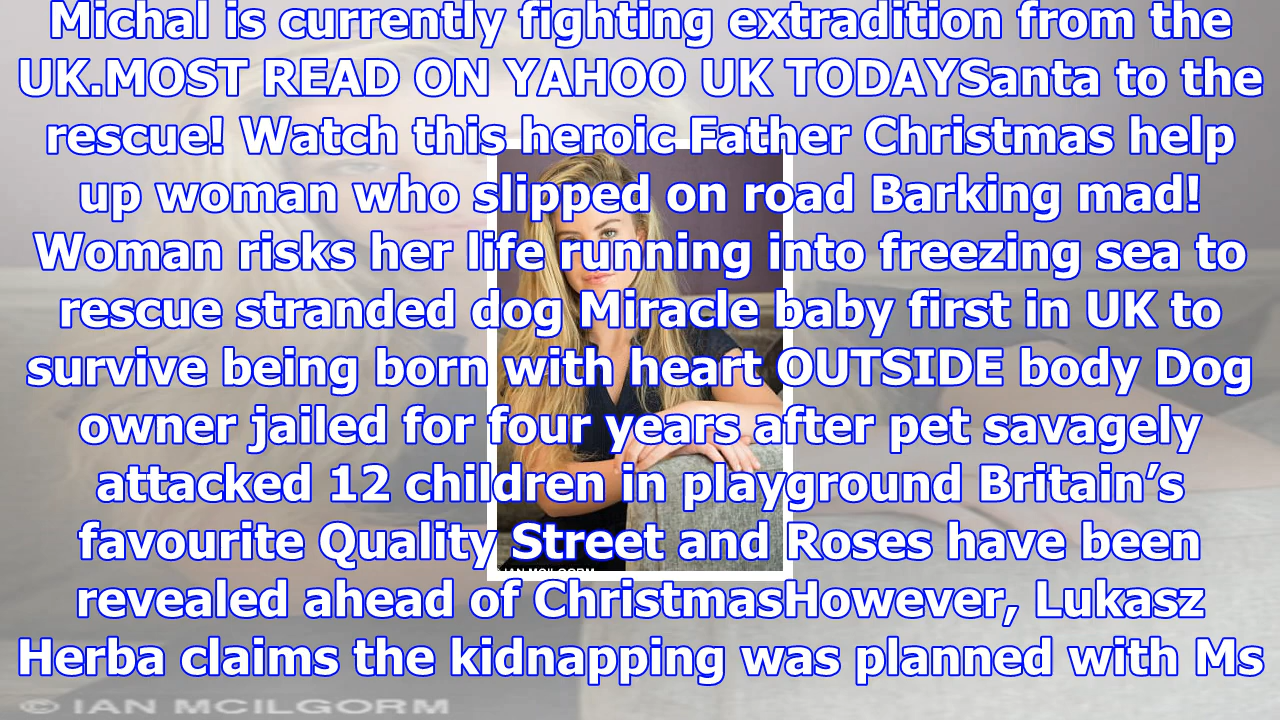 Michal is currently fighting extradition from the
UK.MOST READ ON YAHOO UK TODAYSanta to the
rescue! Watch this heroic Father Christmas help
up woman who slipped on road Barking mad!
Woman risks her life running into freezing sea to
rescue stranded dog Miracle baby first in UK to
survive being born with heart OUTSIDE body Dog
owner jailed for four years after pet savagely
attacked 12 children in playground Britain’s
favourite Quality Street and Roses have been
revealed ahead of ChristmasHowever, Lukasz
Herba claims the kidnapping was planned with Ms
© IAN MCILGORM
© IAN MCILGORM